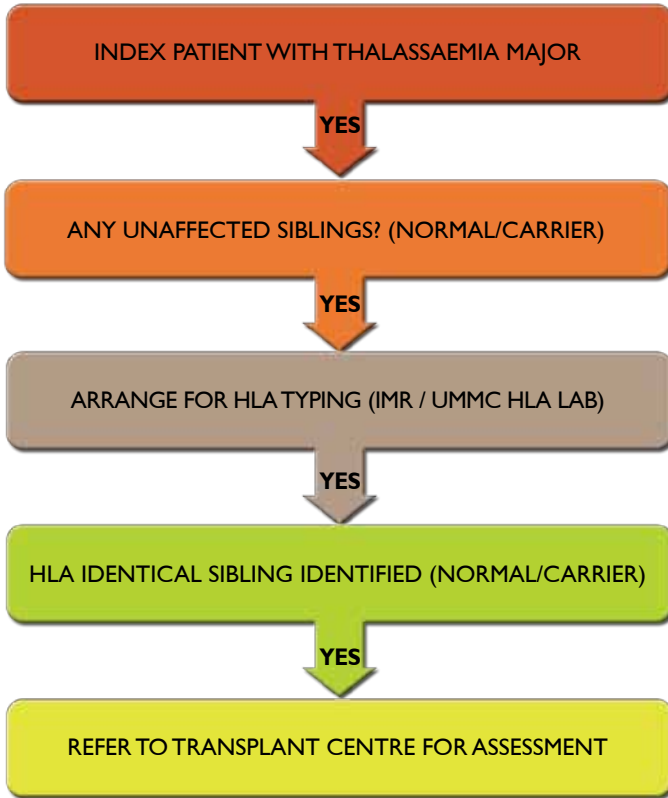 INDEX PATIENT WITH THALASSAEMIA MAJOR
YES
ANY UNAFFECTED SIBLINGS? (NORMAL/CARRIER)
YES
ARRANGE FOR HLA TYPING (IMR / UMMC HLA LAB)
YES
HLA IDENTICAL SIBLING IDENTIFIED (NORMAL/CARRIER)
YES
REFER TO TRANSPLANT CENTRE FOR ASSESSMENT